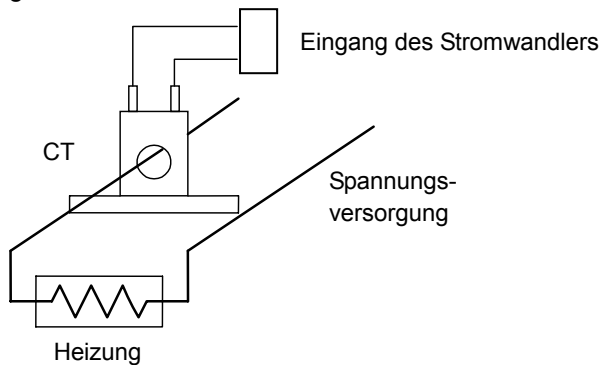 Eingang des Stromwandlers
CT
Spannungs-
versorgung
Heizung